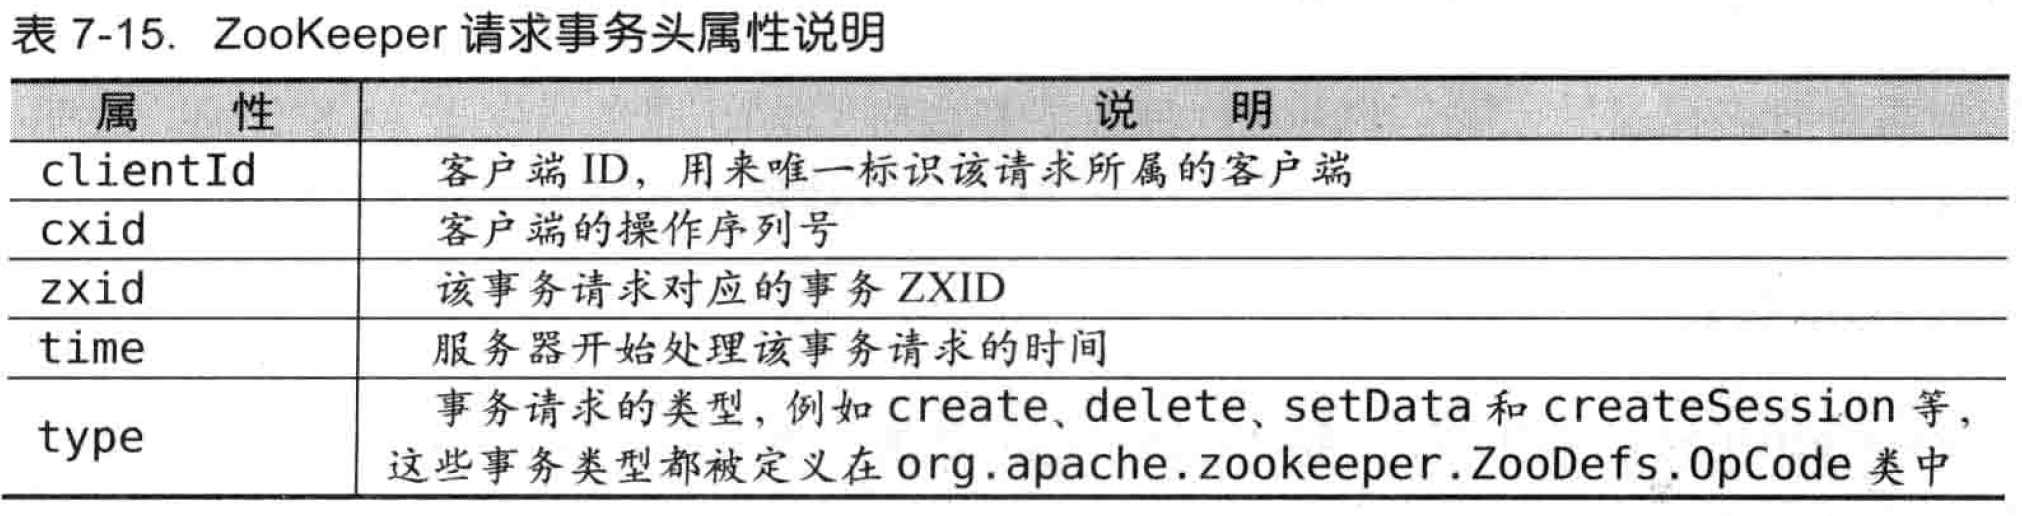 表 7-15. ZooKeeper 请求事务头属性说明
属 性 说 明
clientId 客户端 ID，用来唯一标识该请求所属的客户端
cxid 客户端的操作序列号
zxid 该事务请求对应的事务 ZXID
time 服务器开始处理该事务请求的时间
type 事务请求的类型，例如 create、delete、setData 和 createSession 等，
这些事务类型都被定义在 org.apache.zookeeper.ZooDefs.OpCode 类中